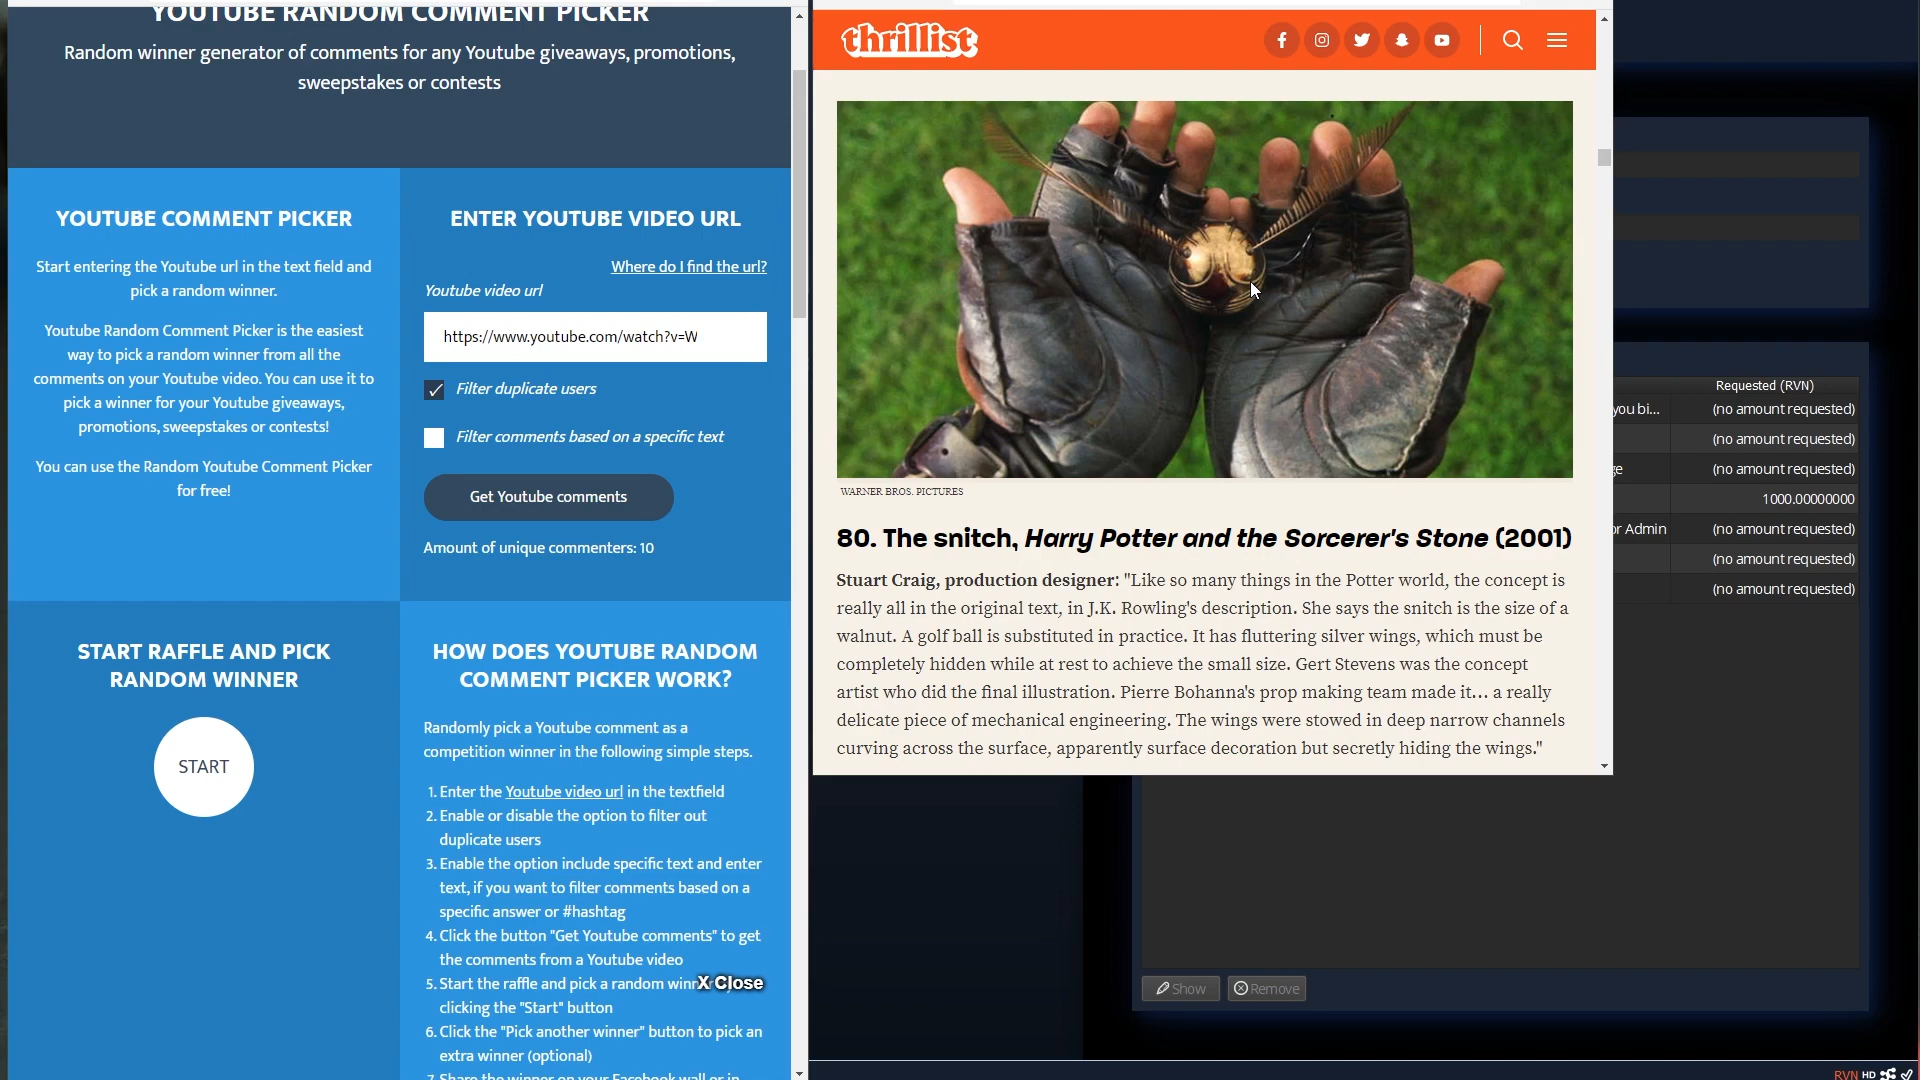 YOUTUBE RANDOM COMMENT PICKER
Random winner generator of comments for any Youtube giveaways, promotions,
sweepstakes or contests
YOUTUBE COMMENT PICKER
Start entering the Youtube url in the text field and
pick a random winner.
Youtube Random Comment Picker is the easiest
way to pick a random winner from all the
comments on your Youtube video. You can use it to
pick a winner for your Youtube giveaways,
promotions, sweepstakes or contests!
You can use the Random Youtube Comment Picker
for free!
ENTER YOUTUBE VIDEO URL
Where do I find the url?
Youtube video url
https://www.youtube.com/watch?v=W
Filter duplicate users
Filter comments based on a specific text
Get Youtube comments
Amount of unique commenters: 10
START RAFFLE AND PICK
RANDOM WINNER
START
HOW DOES YOUTUBE RANDOM
COMMENT PICKER WORK?
Randomly pick a Youtube comment as a
competition winner in the following simple steps.
1. Enter the Youtube video url in the textfield
2. Enable or disable the option to filter out
duplicate users
3. Enable the option include specific text and enter
text, if you want to filter comments based on a
specific answer or #hashtag
4. Click the button "Get Youtube comments" to get
the comments from a Youtube video
5. Start the raffle and pick a random winn
X Close
clicking the "Start" button
6. Click the "Pick another winner" button to pick an
extra winner (optional)
7. Share the winner on your Facebook wall or in
thrillist
WARNER BROS. PICTURES
80. The snitch, Harry Potter and the Sorcerer's Stone (2001)
Stuart Craig, production designer: "Like so many things in the Potter world, the concept is
really all in the original text, in J.K. Rowling's description. She says the snitch is the size of a
walnut. A golf ball is substituted in practice. It has fluttering silver wings, which must be
completely hidden while at rest to achieve the small size. Gert Stevens was the concept
artist who did the final illustration. Pierre Bohanna's prop making team made it... a really
delicate piece of mechanical engineering. The wings were stowed in deep narrow channels
curving across the surface, apparently surface decoration but secretly hiding the wings."
Requested (RVN)
you bi... (no amount requested)
(no amount requested)
ge (no amount requested)
1000.00000000
or Admin (no amount requested)
(no amount requested)
(no amount requested)
Show
Remove
RVN HD